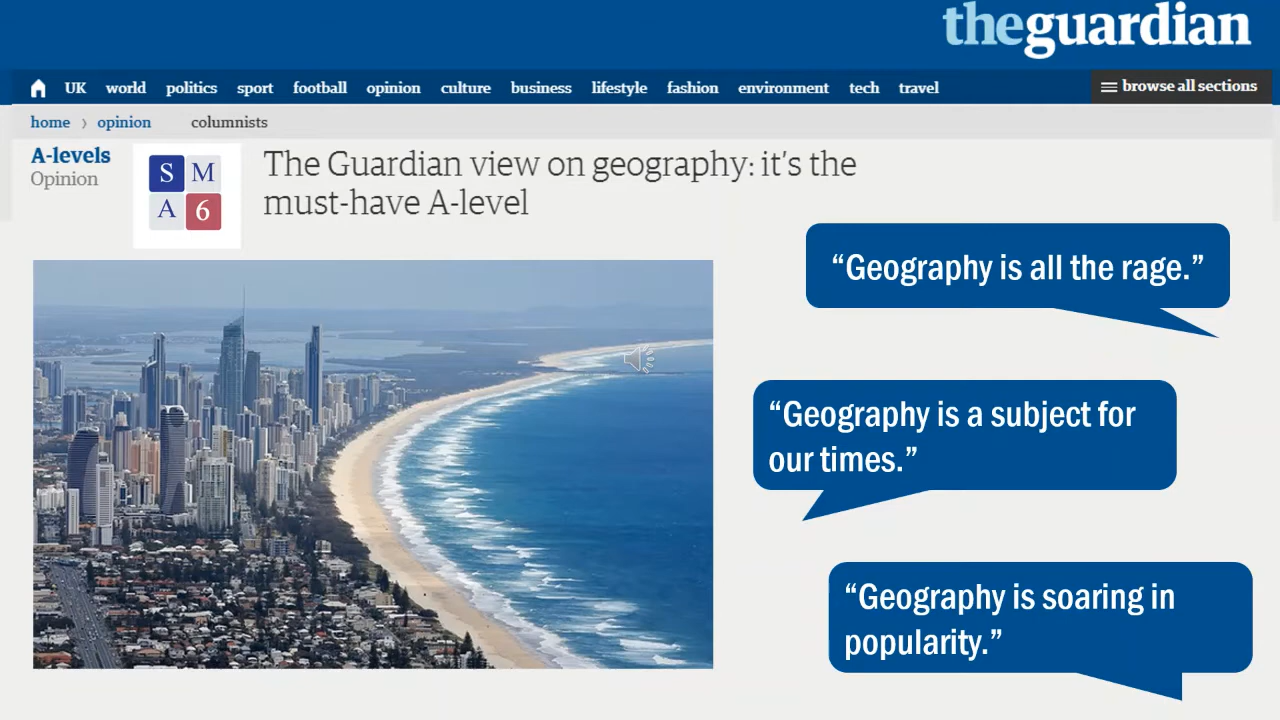 theguardian
UK world politics sport football opinion culture business lifestyle fashion environment tech travel browse all sections
home › opinion columnists
A-levels
Opinion
S M
A 6
The Guardian view on geography: it’s the
must-have A-level
“Geography is all the rage.”
“Geography is a subject for
our times.”
“Geography is soaring in
popularity.”